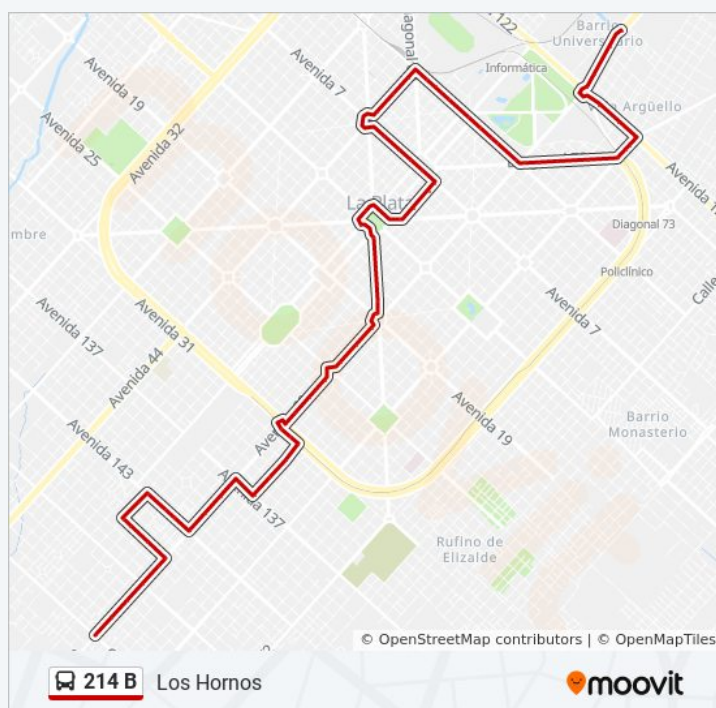 Avenida 122
Barrio
Universitario
Diagonal
Avenida 7
Informática
Villa Argüello
Avenida 19
Avenida 25
Avenida 32
La Plata
Diagonal 73
Policlínico
Calle
Avenida 7
Avenida 31
Avenida 137
Avenida 44
Avenida 19
Barrio
Monasterio
Avenida 143
Avenida 137
Rufino de
Elizalde
© OpenStreetMap contributors | © OpenMapTiles
214 B Los Hornos
moovit